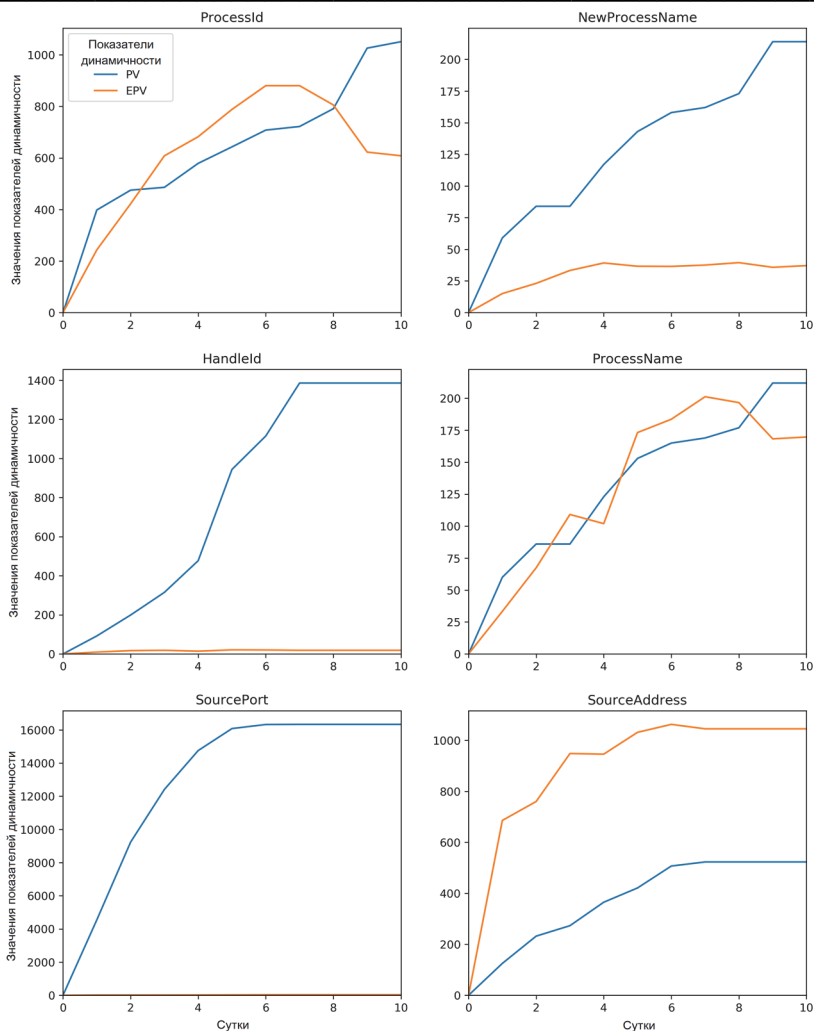 ProcessId
Значения показателей динамичности
1000
800
600
400
200
0
Показатели
динамичности
PV
EPV
0 2 4 6 8 10
NewProcessName
200
175
150
125
100
75
50
25
0
0 2 4 6 8 10
HandleId
Значения показателей динамичности
1400
1200
1000
800
600
400
200
0
0 2 4 6 8 10
ProcessName
200
175
150
125
100
75
50
25
0
0 2 4 6 8 10
SourcePort
Значения показателей динамичности
16000
14000
12000
10000
8000
6000
4000
2000
0
0 2 4 6 8 10
Сутки
SourceAddress
1000
800
600
400
200
0
0 2 4 6 8 10
Сутки